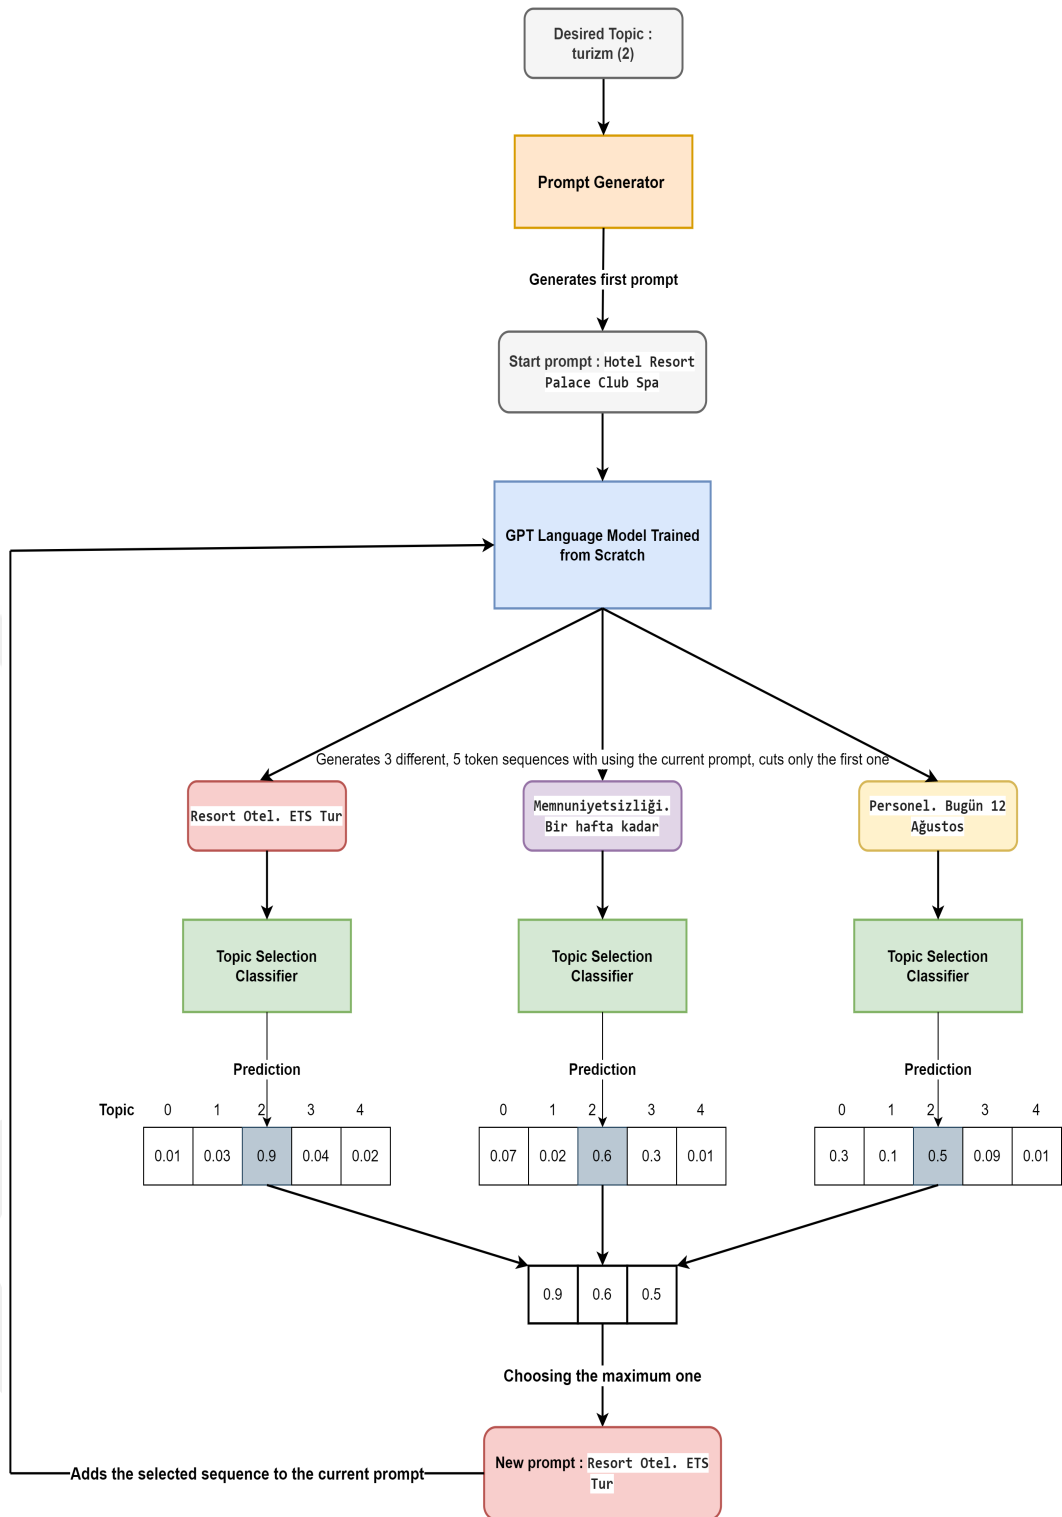 Desired Topic :
turizm (2)
Prompt Generator
Generates first prompt
Start prompt : Hotel Resort
Palace Club Spa
GPT Language Model Trained
from Scratch
Generates 3 different, 5 token sequences with using the current prompt, cuts only the first one
Resort Otel. ETS Tur
Memnuniyetsizliği.
Bir hafta kadar
Personel. Bugün 12
Ağustos
Topic Selection
Classifier
Topic Selection
Classifier
Topic Selection
Classifier
Prediction
Prediction
Prediction
Topic 0 1 2 3 4
0 1 2 3 4
0 1 2 3 4
0.01 0.03 0.9 0.04 0.02
0.07 0.02 0.6 0.3 0.01
0.3 0.1 0.5 0.09 0.01
0.9 0.6 0.5
Choosing the maximum one
New prompt : Resort Otel. ETS
Tur
Adds the selected sequence to the current prompt